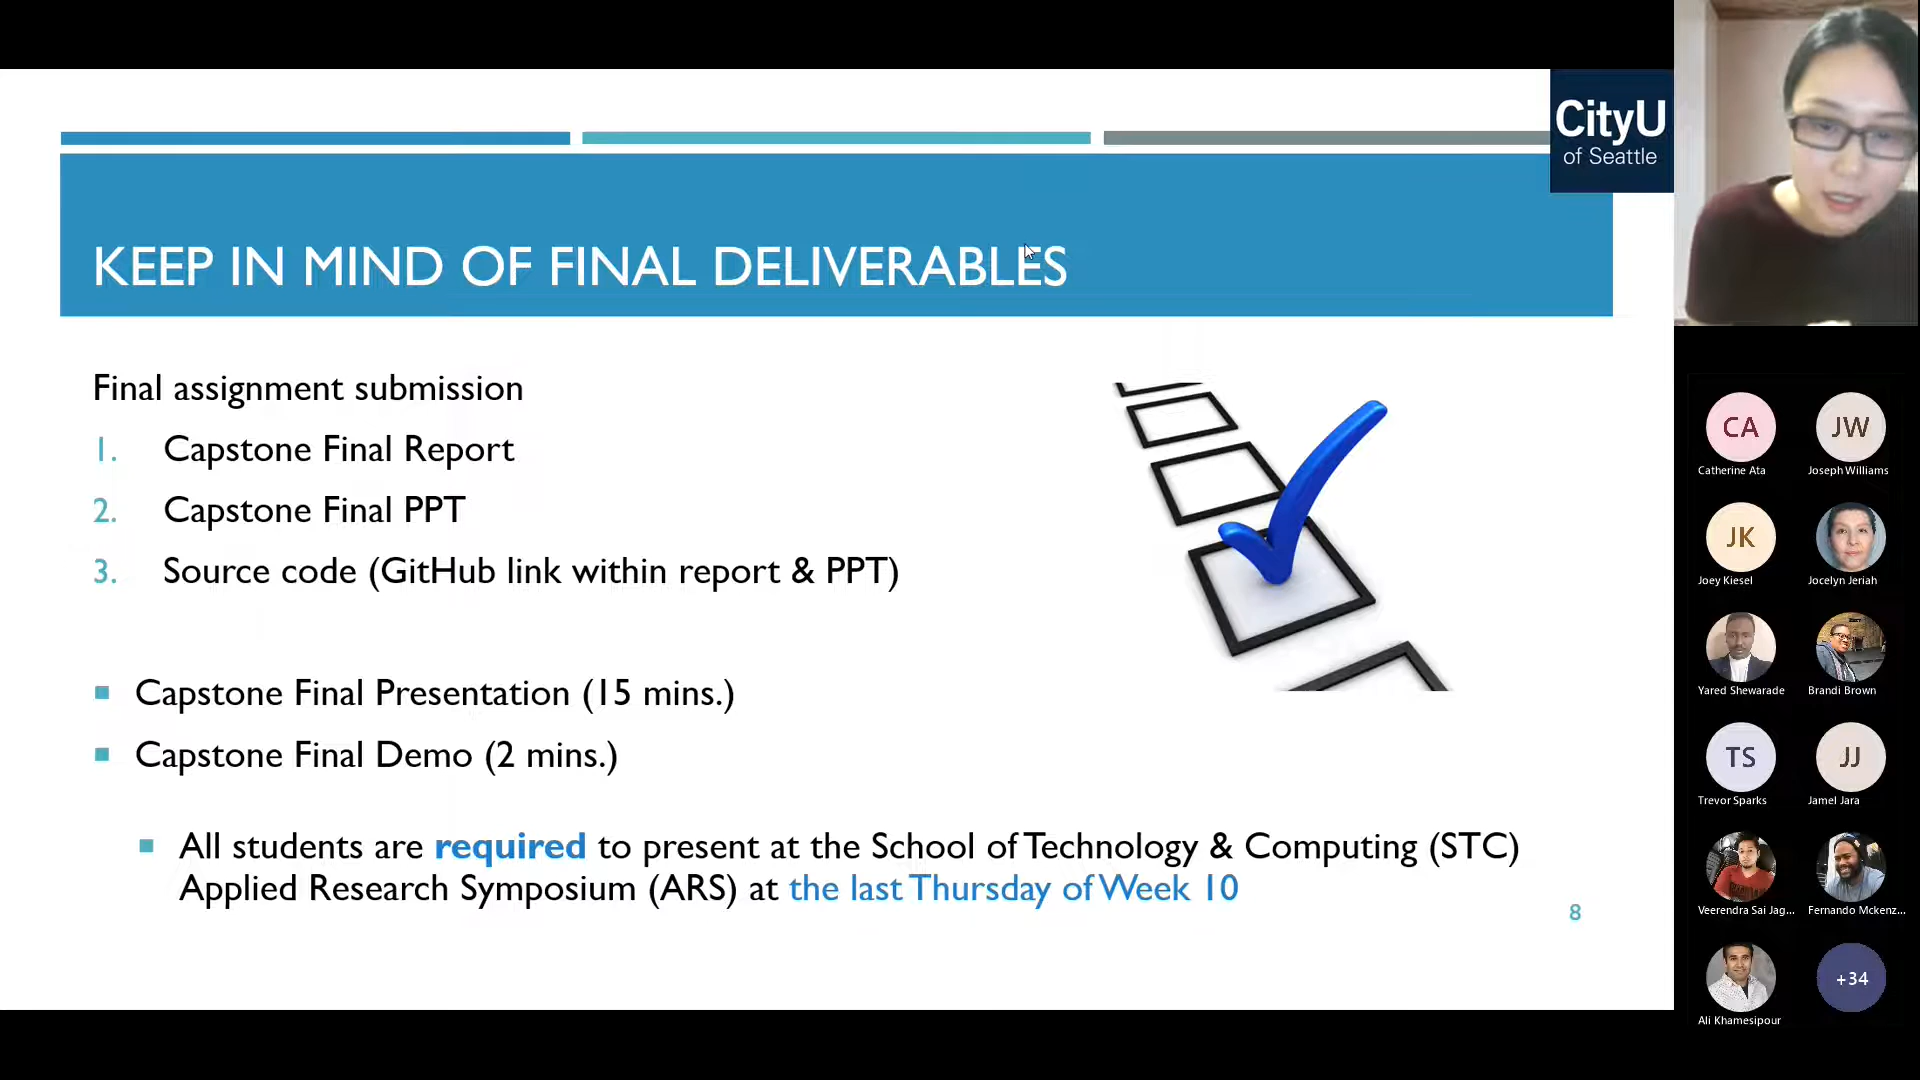 CityU
of Seattle
KEEP IN MIND OF FINAL DELIVERABLES
Final assignment submission
1. Capstone Final Report
2. Capstone Final PPT
3. Source code (GitHub link within report & PPT)
Capstone Final Presentation (15 mins.)
Capstone Final Demo (2 mins.)
All students are required to present at the School of Technology & Computing (STC)
Applied Research Symposium (ARS) at the last Thursday of Week 10
8
CA
JW
Catherine Ata
Joseph Williams
JK
Joey Kiesel
Jocelyn Jeriah
Yared Shewarade
Brandi Brown
TS
JJ
Trevor Sparks
Jamel Jara
Veerendra Sai Jag...
Fernando Mckenz...
+34
Ali Khamesipour